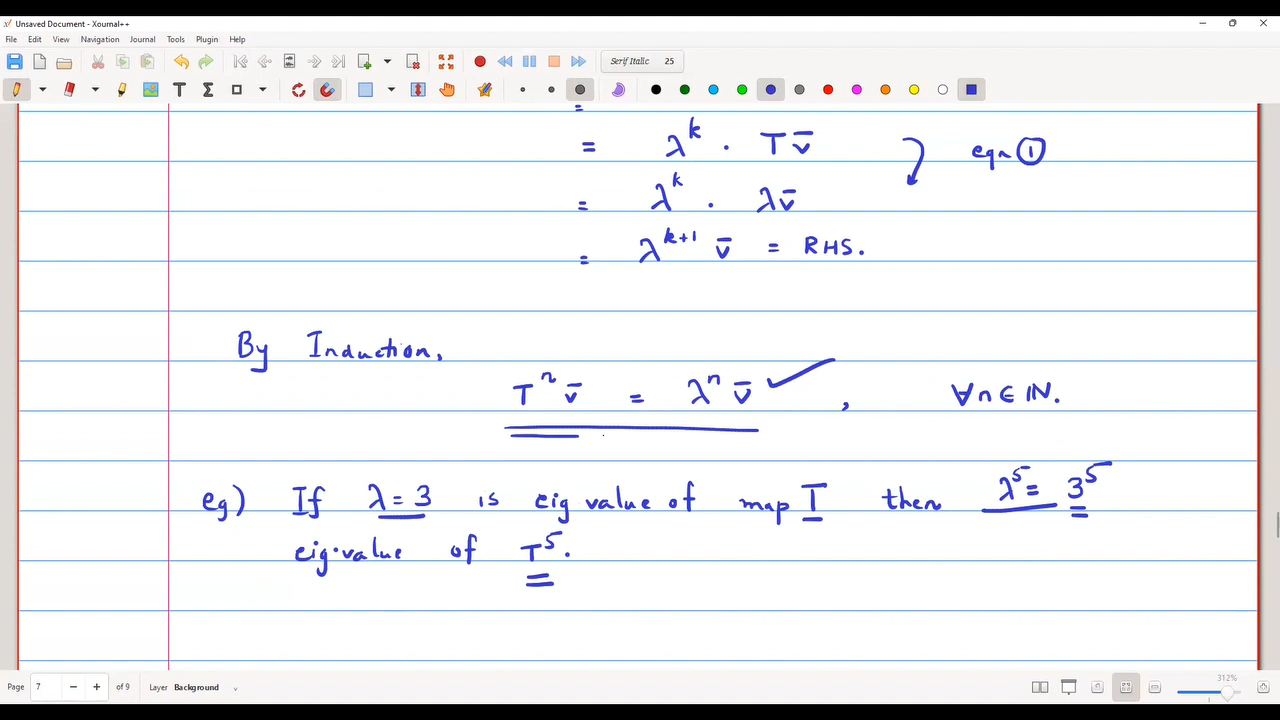 Unsaved Document - Xournal++
File Edit View Navigation Journal Tools Plugin Help
Serif Italic 25
=
= λ^k · T v̄ eqn ①
= λ^k · λv̄
= λ^{k+1} v̄ = RHS.
By Induction,
T^n v̄ = λ^n v̄ ✓, ∀n ∈ ℕ.
eg) If λ = 3 is eig value of map T then λ^5 = 3^5
eig.value of T^5.
Page 7 of 9 Layer Background 312%